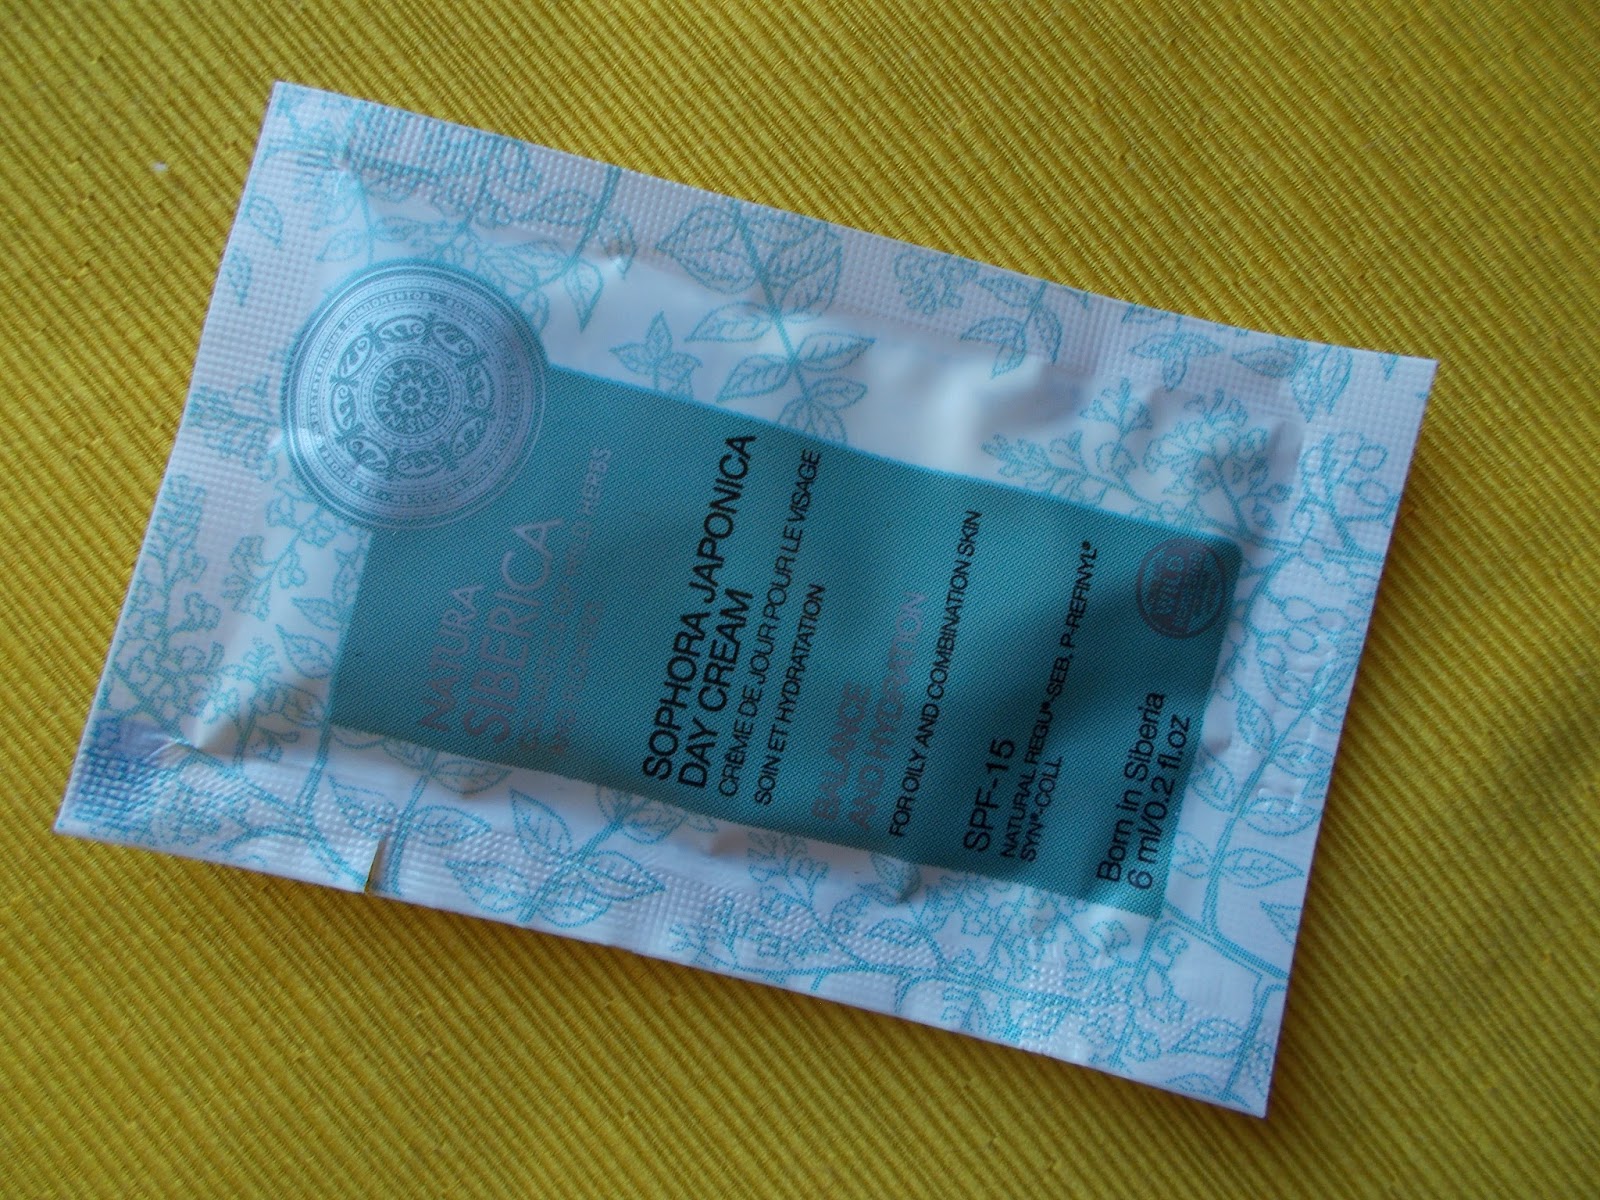 NATURA
SIBERICA
HERBS
SOPHORA JAPONICA
DAY CREAM
CRÈME DE JOUR POUR LE VISAGE
SOIN ET HYDRATATION
BALANCE
AND HYDRATION
FOR OILY AND COMBINATION SKIN
SPF-15
NATURAL REGU®-SEB, P-REFINYL®
SYN®-COLL
WILD
Born in Siberia
6 ml/0.2 fl.oz